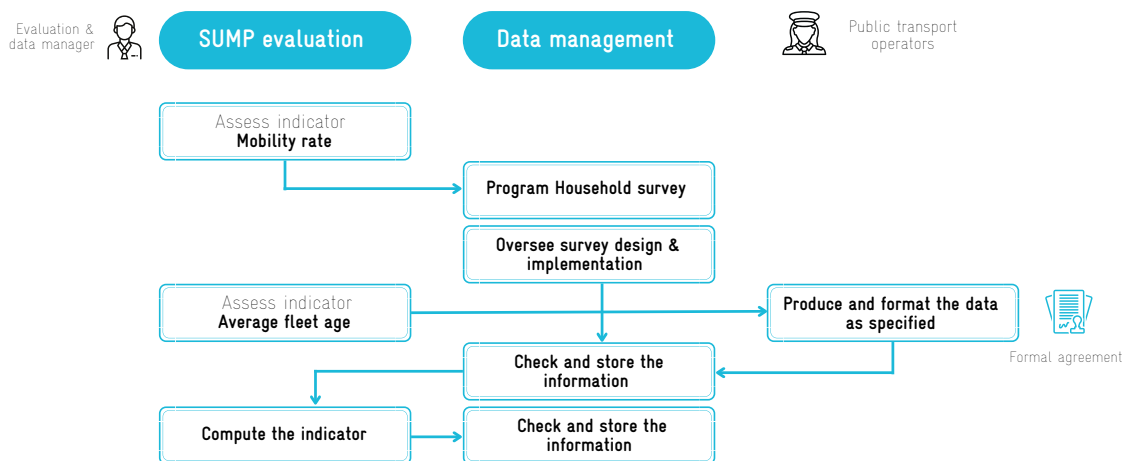 Evaluation &
data manager
SUMP evaluation
Data management
Public transport
operators
Assess indicator
Mobility rate
Program Household survey
Oversee survey design &
implementation
Assess indicator
Average fleet age
Produce and format the data
as specified
Formal agreement
Check and store the
information
Compute the indicator
Check and store the
information